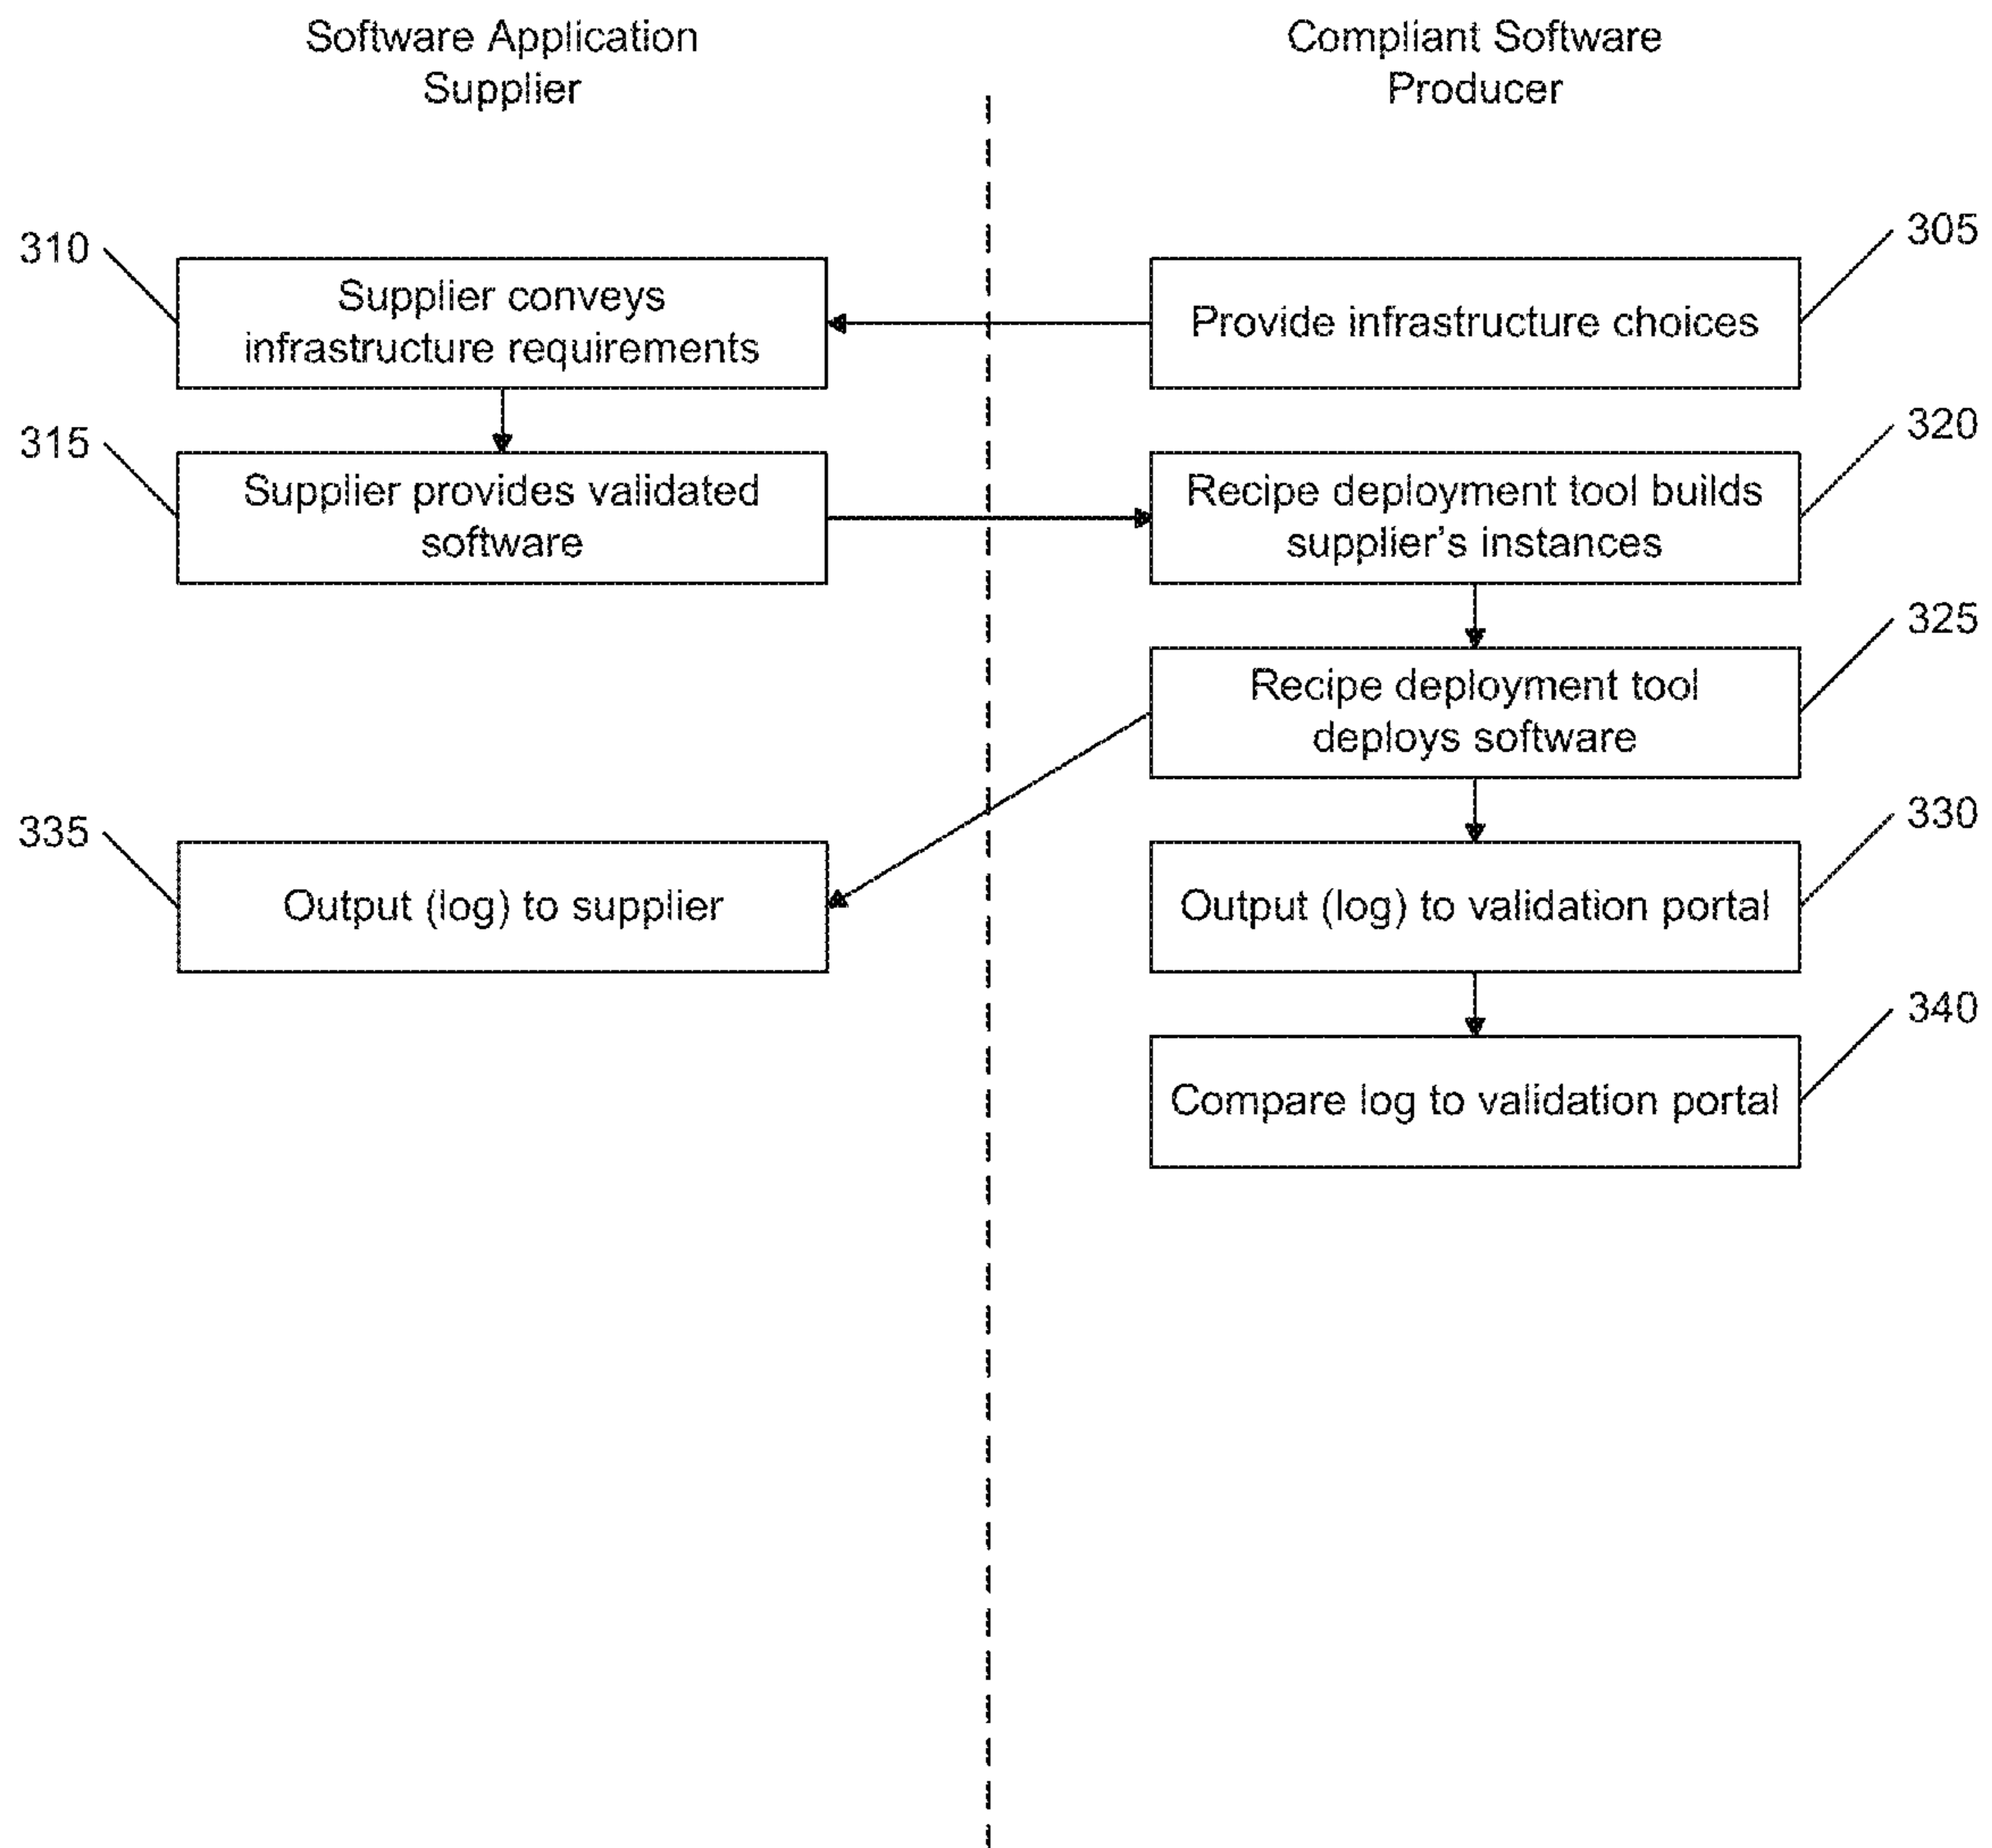 Software Application
Supplier
Compliant Software
Producer
310
Supplier conveys
infrastructure requirements
305
Provide infrastructure choices
315
Supplier provides validated
software
320
Recipe deployment tool builds
supplier's instances
325
Recipe deployment tool
deploys software
335
Output (log) to supplier
330
Output (log) to validation portal
340
Compare log to validation portal